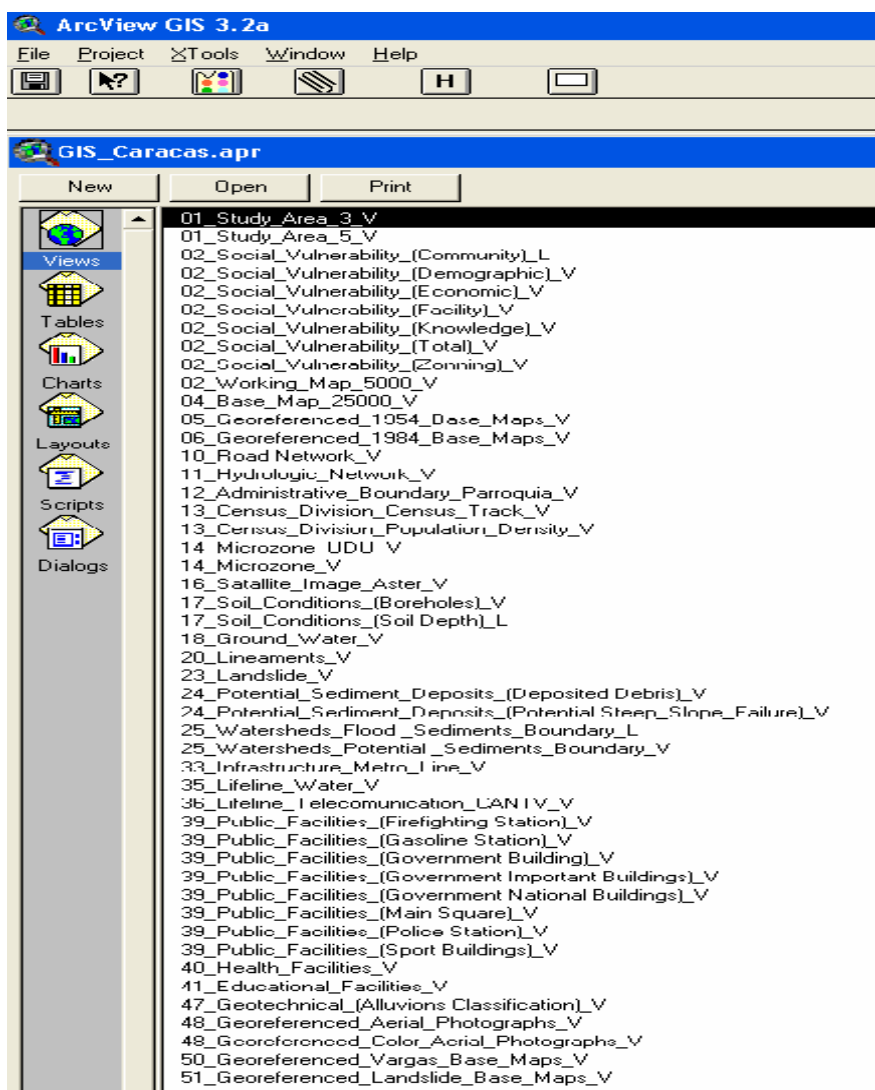 ArcView GIS 3.2a
File Project XTools Window Help
H
GIS_Caracas.apr
New Open Print
Views
Tables
Charts
Layouts
Scripts
Dialogs
01_Study_Area_3_V
01_Study_Area_5_V
02_Social_Vulnerability_(Community)_L
02_Social_Vulnerability_(Demographic)_V
02_Social_Vulnerability_(Economic)_V
02_Social_Vulnerability_(Facility)_V
02_Social_Vulnerability_(Knowledge)_V
02_Social_Vulnerability_(Total)_V
02_Social_Vulnerability_(Zonning)_V
02_Working_Map_5000_V
04_Base_Map_25000_V
05_Georeferenced_1954_Base_Maps_V
06_Georeferenced_1984_Base_Maps_V
10_Road Network_V
11_Hydrologic_Network_V
12_Administrative_Boundary_Parroquia_V
13_Census_Division_Census_Track_V
13_Census_Division_Population_Density_V
14_Microzone_UDU_V
14_Microzone_V
16_Satallite_Image_Aster_V
17_Soil_Conditions_(Boreholes)_V
17_Soil_Conditions_(Soil Depth)_L
18_Ground_Water_V
20_Lineaments_V
23_Landslide_V
24_Potential_Sediment_Deposits_(Deposited Debris)_V
24_Potential_Sediment_Deposits_(Potential Steep_Slope_Failure)_V
25_Watersheds_Flood _Sediments_Boundary_L
25_Watersheds_Potential _Sediments_Boundary_V
33_Infrastructure_Metro_Line_V
35_Lifeline_Water_V
36_Lifeline_Telecomunication_CANTV_V
39_Public_Facilities_(Firefighting Station)_V
39_Public_Facilities_(Gasoline Station)_V
39_Public_Facilities_(Government Building)_V
39_Public_Facilities_(Government Important Buildings)_V
39_Public_Facilities_(Government National Buildings)_V
39_Public_Facilities_(Main Square)_V
39_Public_Facilities_(Police Station)_V
39_Public_Facilities_(Sport Buildings)_V
40_Health_Facilities_V
41_Educational_Facilities_V
47_Geotechnical_(Alluvions Classification)_V
48_Georeferenced_Aerial_Photographs_V
48_Georeferenced_Color_Aerial_Photographs_V
50_Georeferenced_Vargas_Base_Maps_V
51_Georeferenced_Landslide_Base_Maps_V